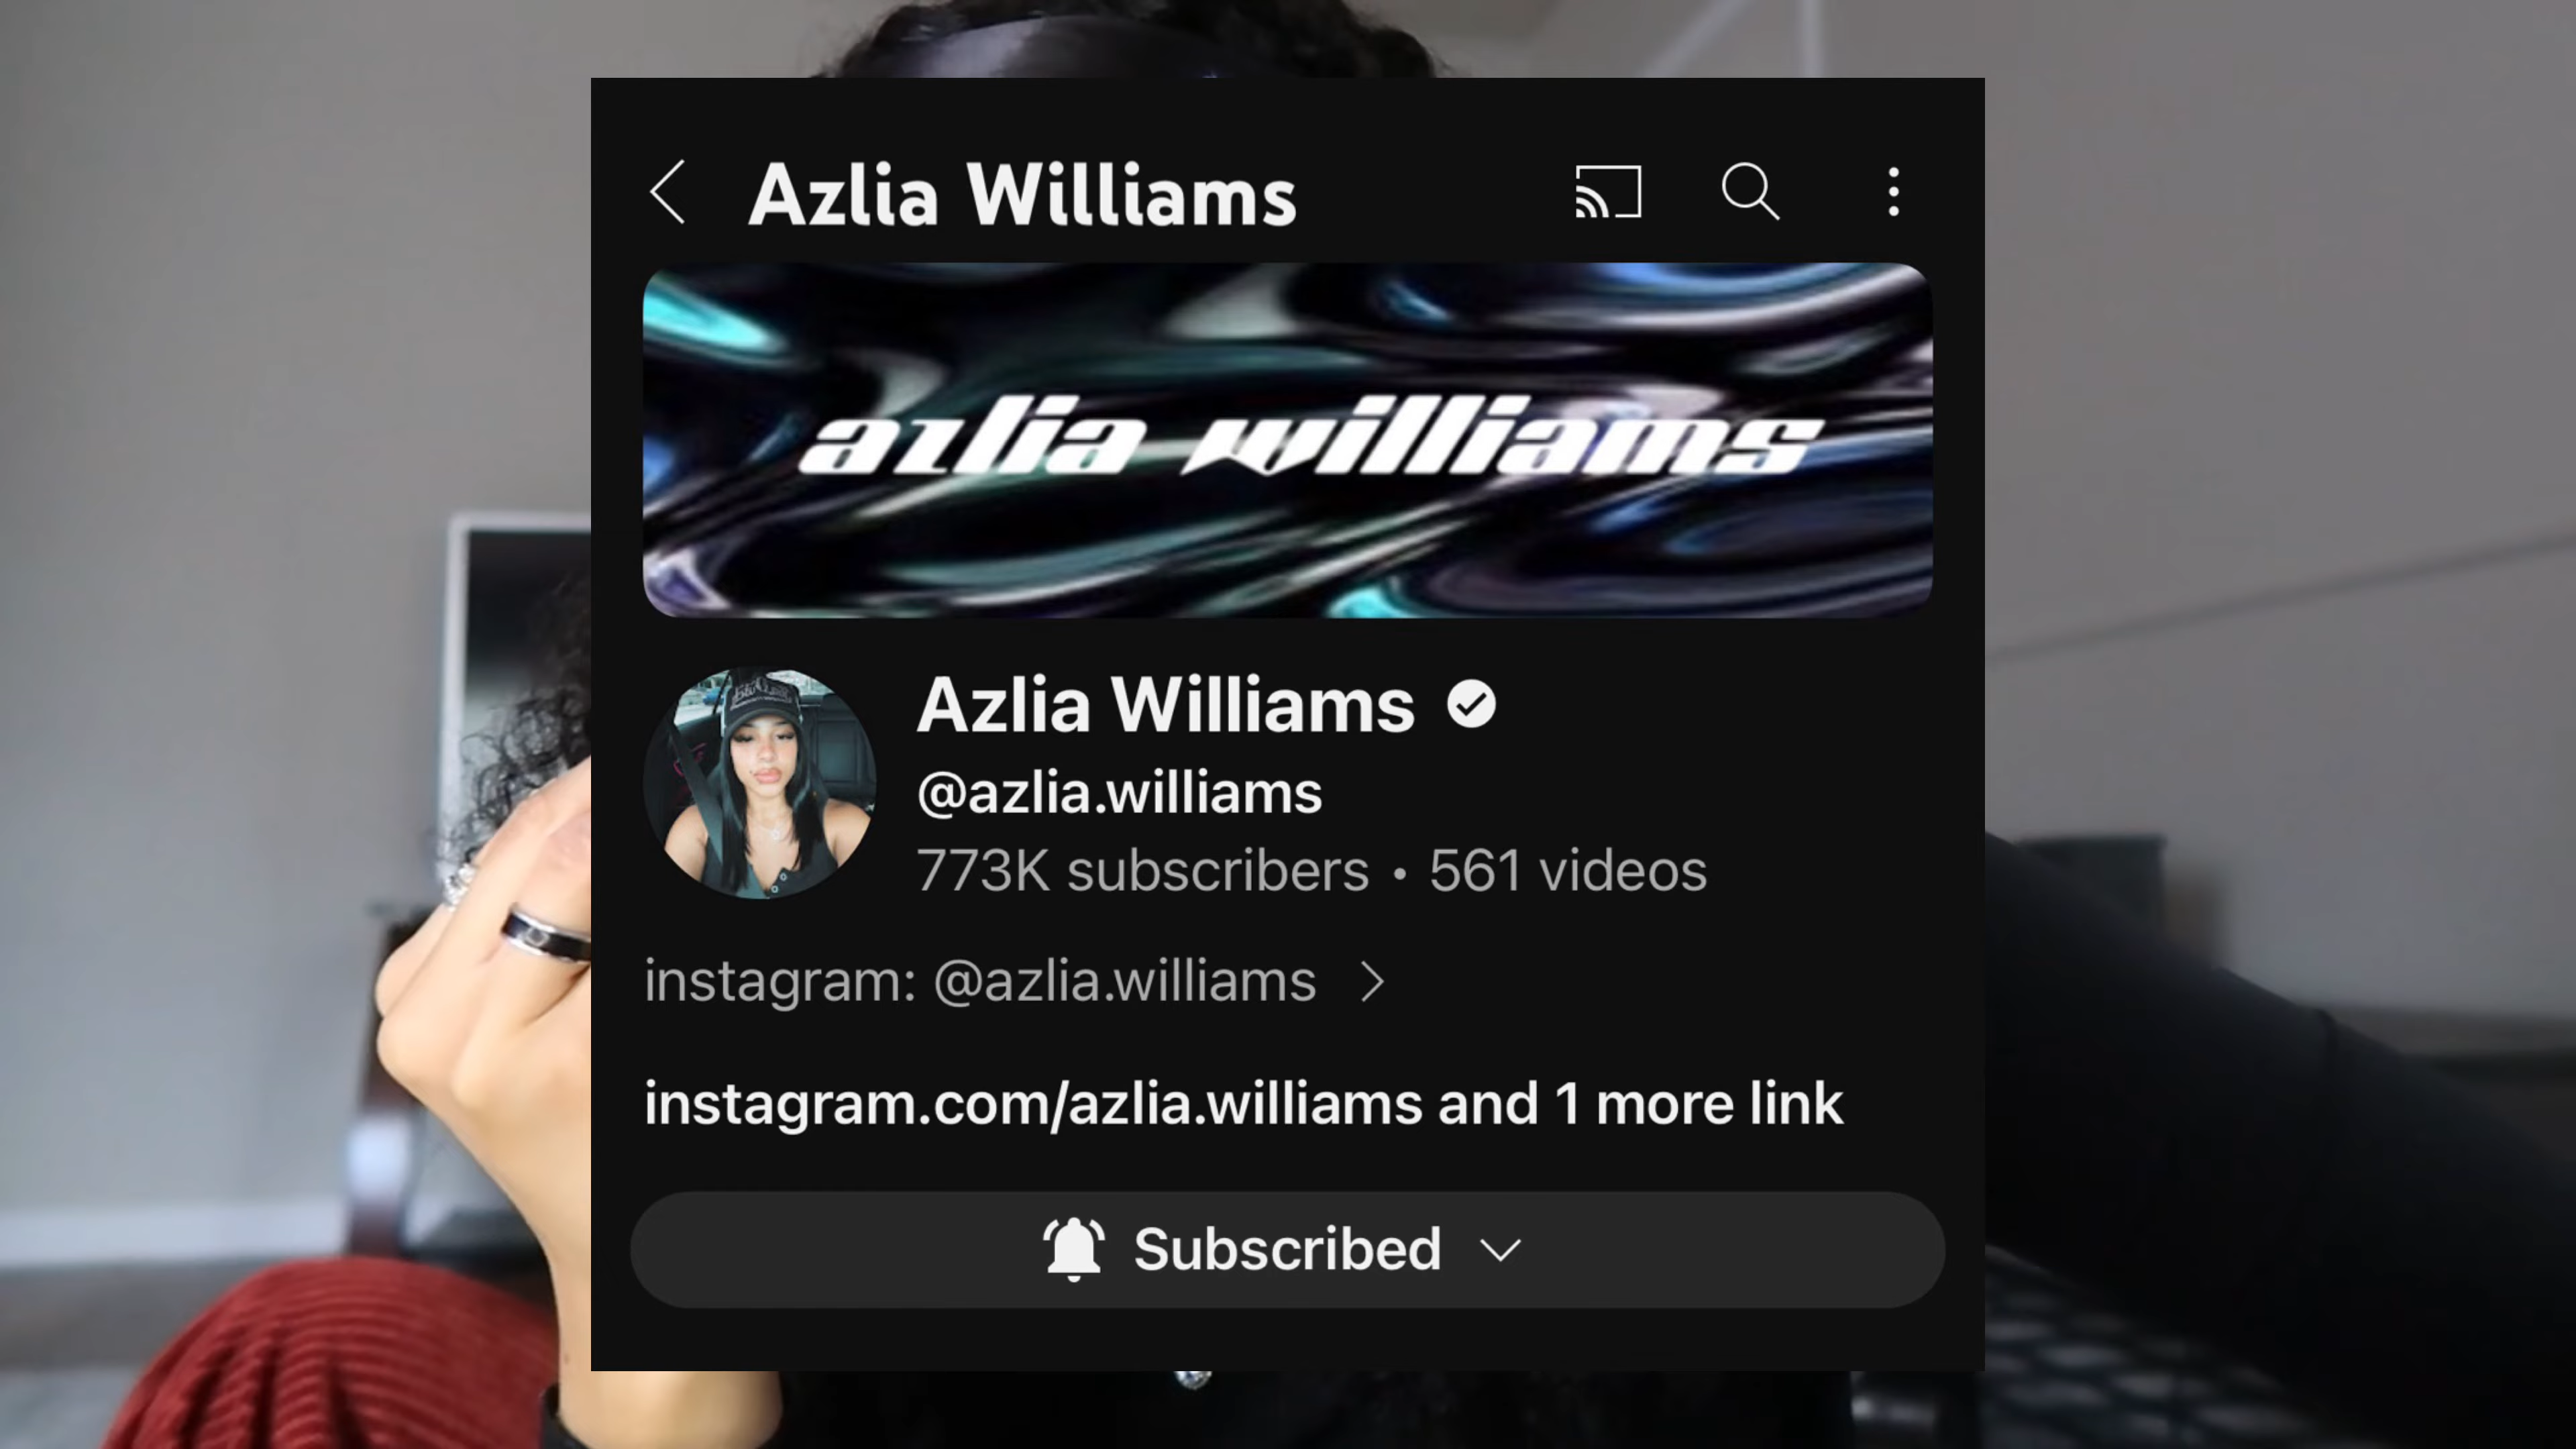 Azlia Williams
azlia williams
Azlia Williams
@azlia.williams
773K subscribers • 561 videos
instagram: @azlia.williams
instagram.com/azlia.williams and 1 more link
Subscribed